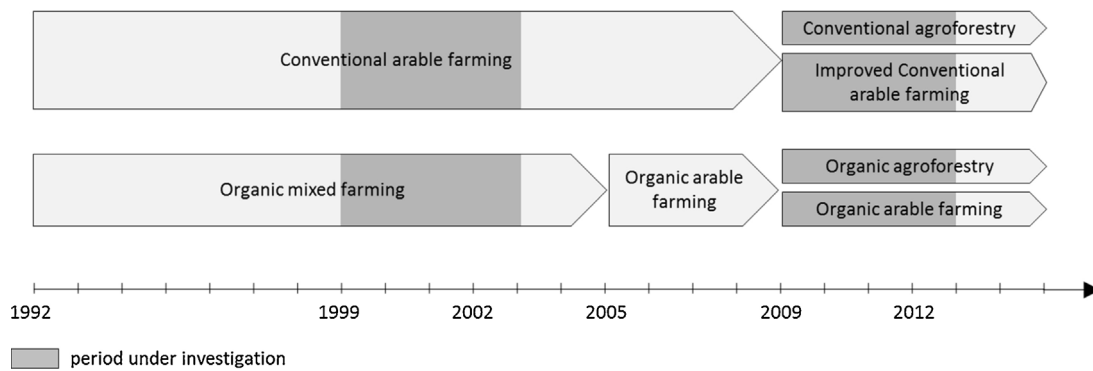 Conventional arable farming
Conventional agroforestry
Improved Conventional
arable farming
Organic mixed farming
Organic arable
farming
Organic agroforestry
Organic arable farming
1992 1999 2002 2005 2009 2012
period under investigation